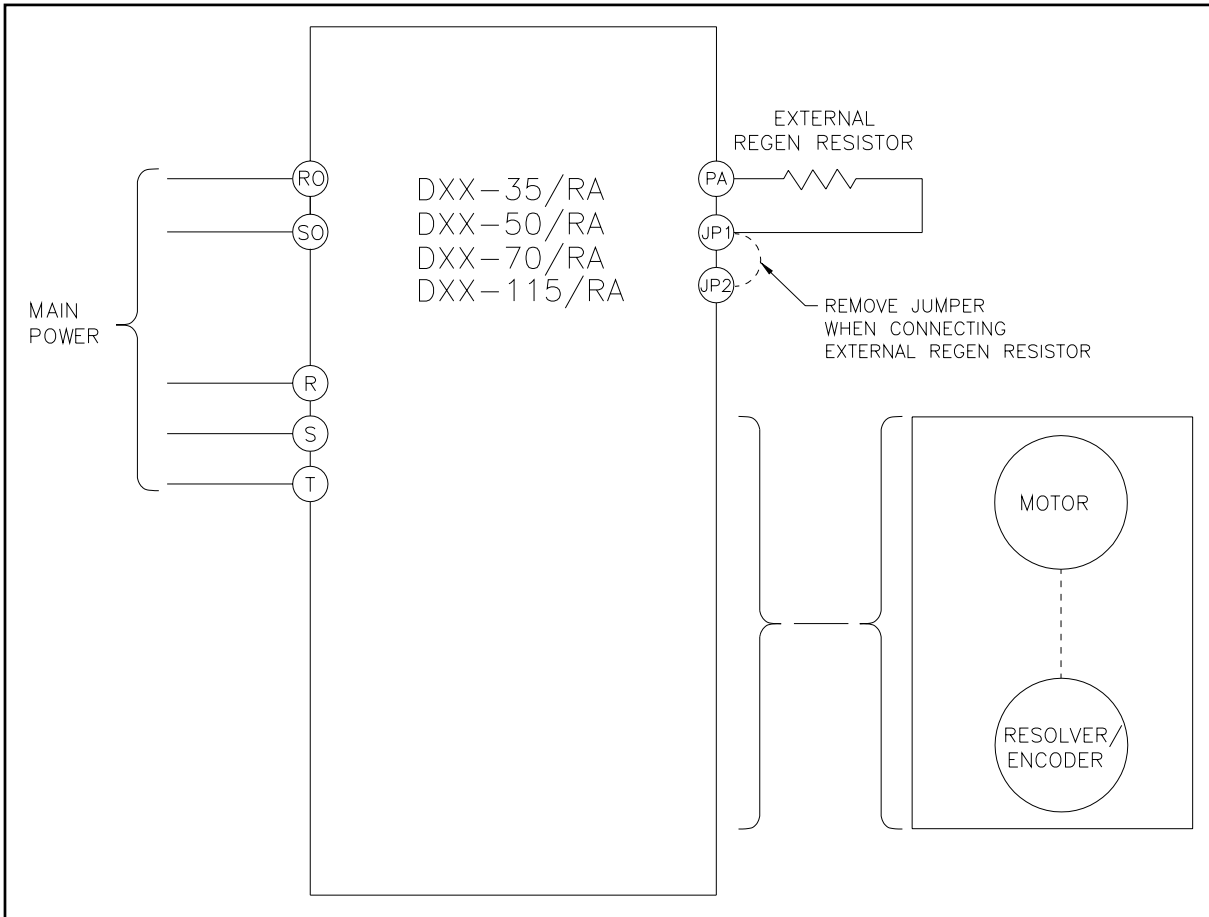 EXTERNAL
REGEN RESISTOR
RO
SO
DXX-35/RA
DXX-50/RA
DXX-70/RA
DXX-115/RA
PA
JP1
JP2
MAIN
POWER
REMOVE JUMPER
WHEN CONNECTING
EXTERNAL REGEN RESISTOR
R
S
T
MOTOR
RESOLVER/
ENCODER